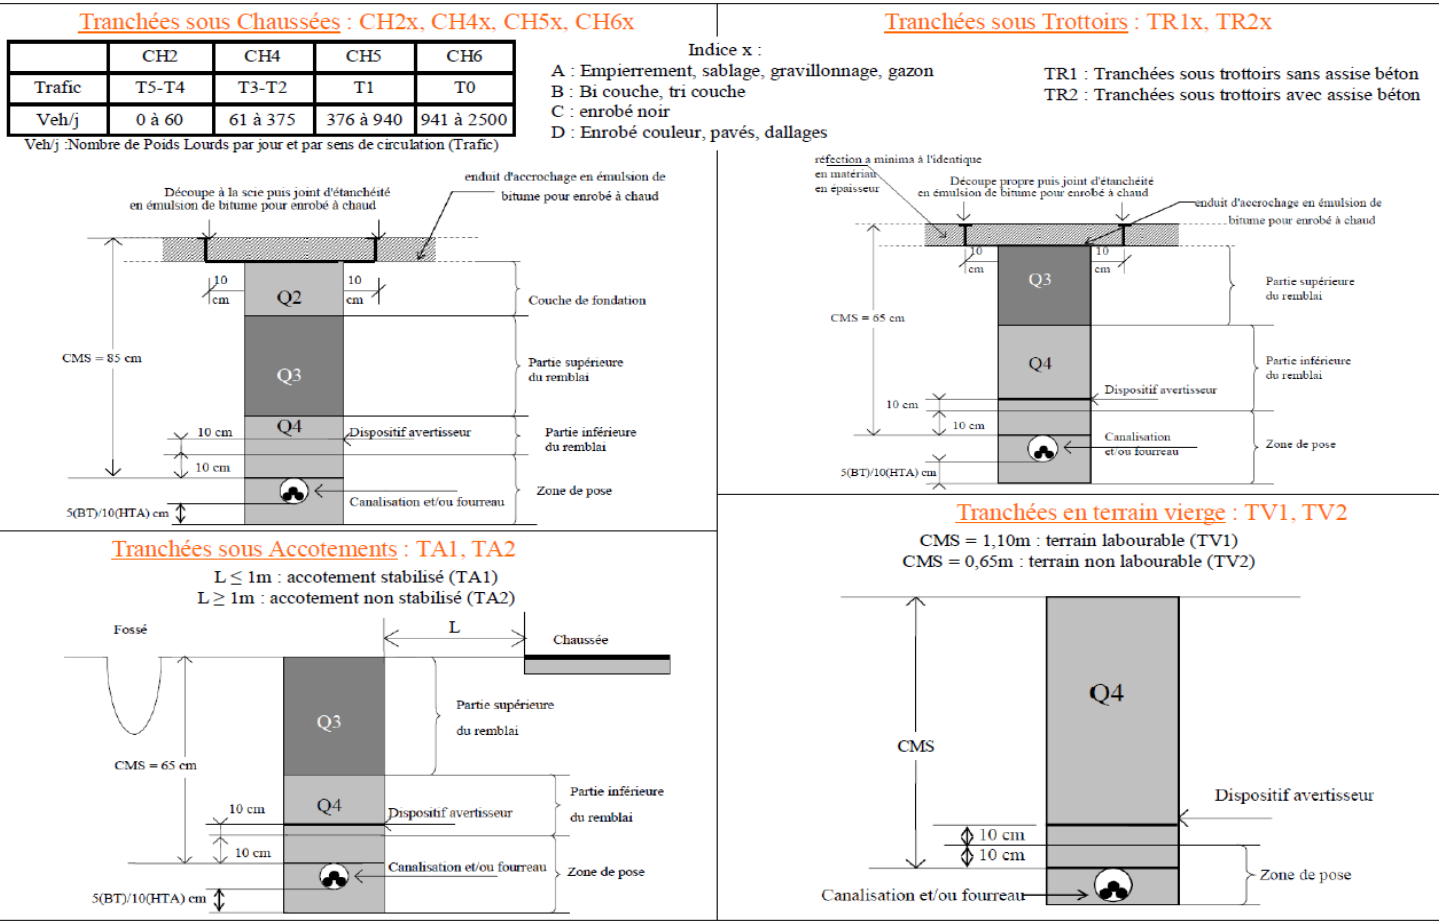 Tranchées sous Chaussées : CH2x, CH4x, CH5x, CH6x
CH2 CH4 CH5 CH6
Trafic T5-T4 T3-T2 T1 T0
Veh/j 0 à 60 61 à 375 376 à 940 941 à 2500
Veh/j :Nombre de Poids Lourds par jour et par sens de circulation (Trafic)
Indice x :
A : Empierrement, sablage, gravillonnage, gazon
B : Bi couche, tri couche
C : enrobé noir
D : Enrobé couleur, pavés, dallages
enduit d'accrochage en émulsion de
bitume pour enrobé à chaud
Découpe à la scie puis joint d'étanchéité
en émulsion de bitume pour enrobé à chaud
10
cm
10
cm
Q2
Couche de fondation
CMS = 85 cm
Q3
Partie supérieure
du remblai
Q4
10 cm
Dispositif avertisseur
Partie inférieure
du remblai
10 cm
Zone de pose
Canalisation et/ou fourreau
5(BT)/10(HTA) cm
Tranchées sous Trottoirs : TR1x, TR2x
TR1 : Tranchées sous trottoirs sans assise béton
TR2 : Tranchées sous trottoirs avec assise béton
réfection a minima à l'identique
en matériau
en épaisseur
Découpe propre puis joint d'étanchéité
en émulsion de bitume pour enrobé à chaud
enduit d'accrochage en émulsion de
bitume pour enrobé à chaud
10
cm
10
cm
Q3
Partie supérieure
du remblai
CMS = 65 cm
Q4
Partie inférieure
du remblai
Dispositif avertisseur
10 cm
10 cm
Canalisation
et/ou fourreau
Zone de pose
5(BT)/10(HTA) cm
Tranchées sous Accotements : TA1, TA2
L ≤ 1m : accotement stabilisé (TA1)
L ≥ 1m : accotement non stabilisé (TA2)
Fossé
L
Chaussée
Q3
Partie supérieure
du remblai
CMS = 65 cm
Q4
Partie inférieure
du remblai
10 cm
Dispositif avertisseur
10 cm
Canalisation et/ou fourreau
Zone de pose
5(BT)/10(HTA) cm
Tranchées en terrain vierge : TV1, TV2
CMS = 1,10m : terrain labourable (TV1)
CMS = 0,65m : terrain non labourable (TV2)
Q4
CMS
Dispositif avertisseur
10 cm
10 cm
Zone de pose
Canalisation et/ou fourreau